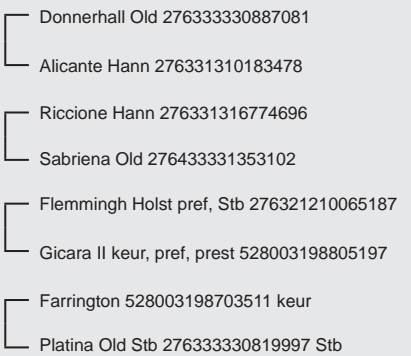 Donnerhall Old 276333330887081
Alicante Hann 276331310183478
Riccione Hann 276331316774696
Sabriena Old 276433331353102
Flemmingh Holst pref, Stb 276321210065187
Gicara II keur, pref, prest 528003198805197
Farrington 528003198703511 keur
Platina Old Stb 276333330819997 Stb